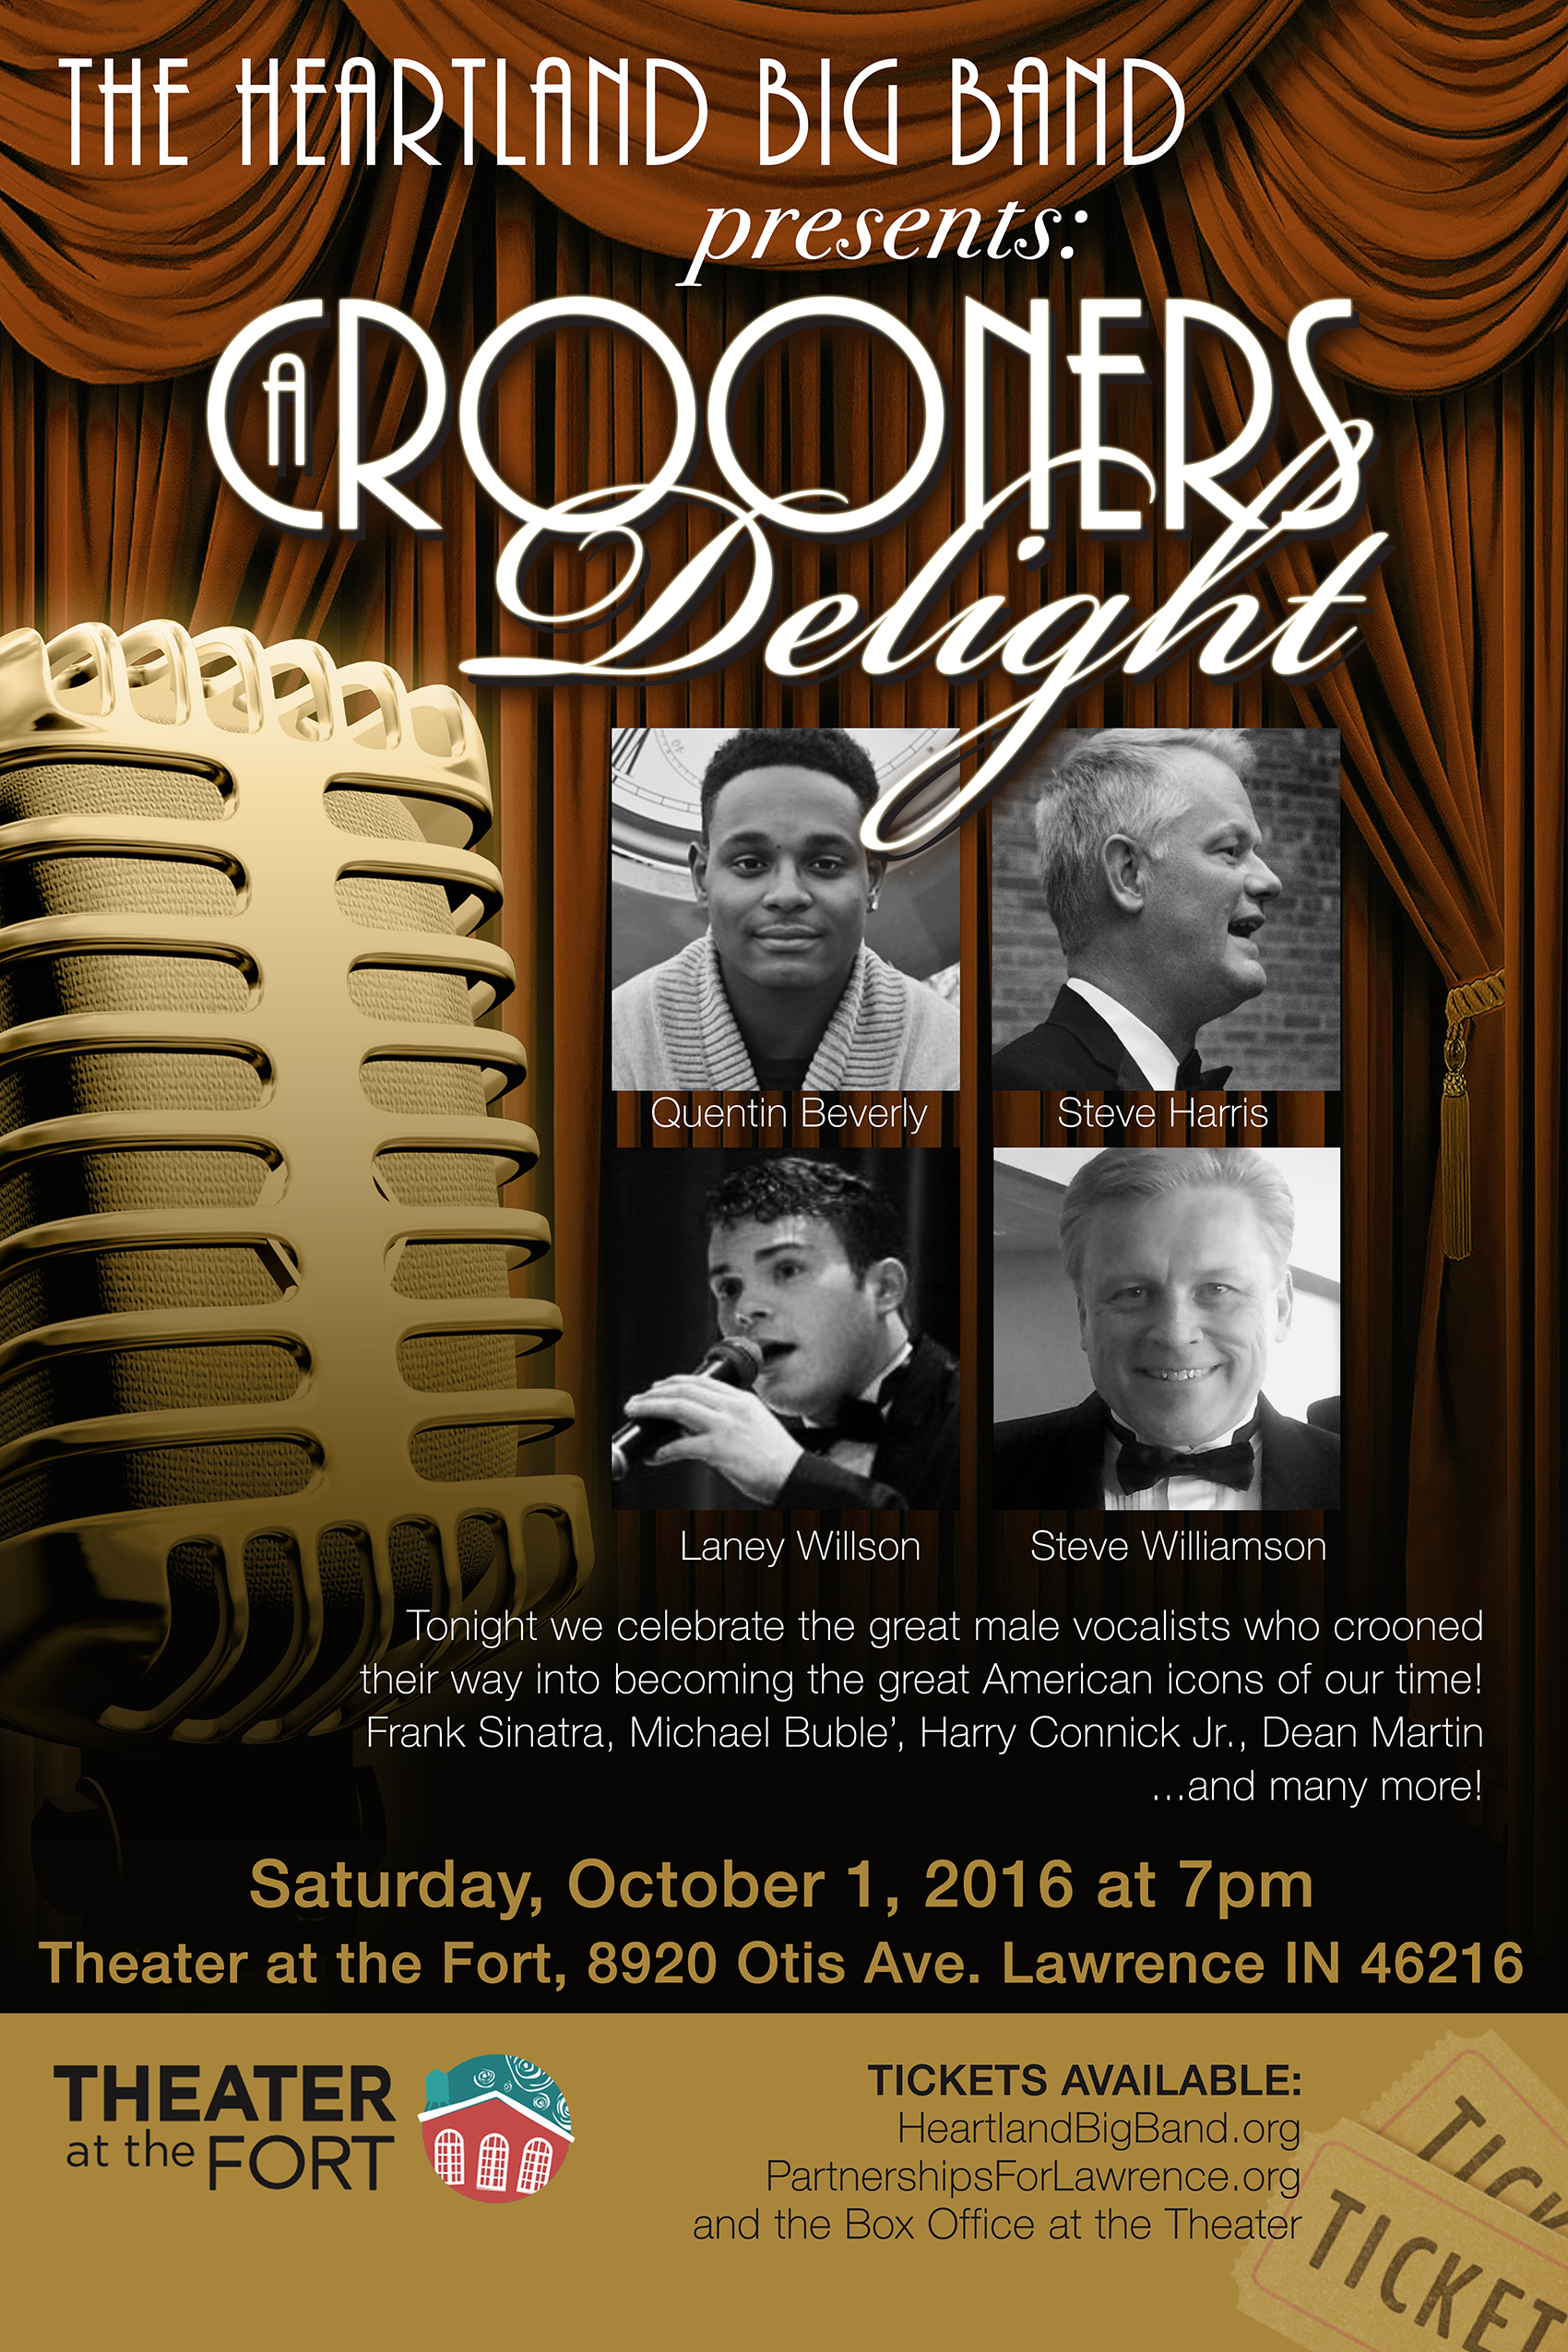 THE HEARTLAND BIG BAND
presents:
A CROONERS
Delight
Quentin Beverly
Steve Harris
Laney Willson
Steve Williamson
Tonight we celebrate the great male vocalists who crooned
their way into becoming the great American icons of our time!
Frank Sinatra, Michael Buble’, Harry Connick Jr., Dean Martin
...and many more!
Saturday, October 1, 2016 at 7pm
Theater at the Fort, 8920 Otis Ave. Lawrence IN 46216
THEATER
at the FORT
TICKETS AVAILABLE:
HeartlandBigBand.org
PartnershipsForLawrence.org
and the Box Office at the Theater
TICK
TICKET